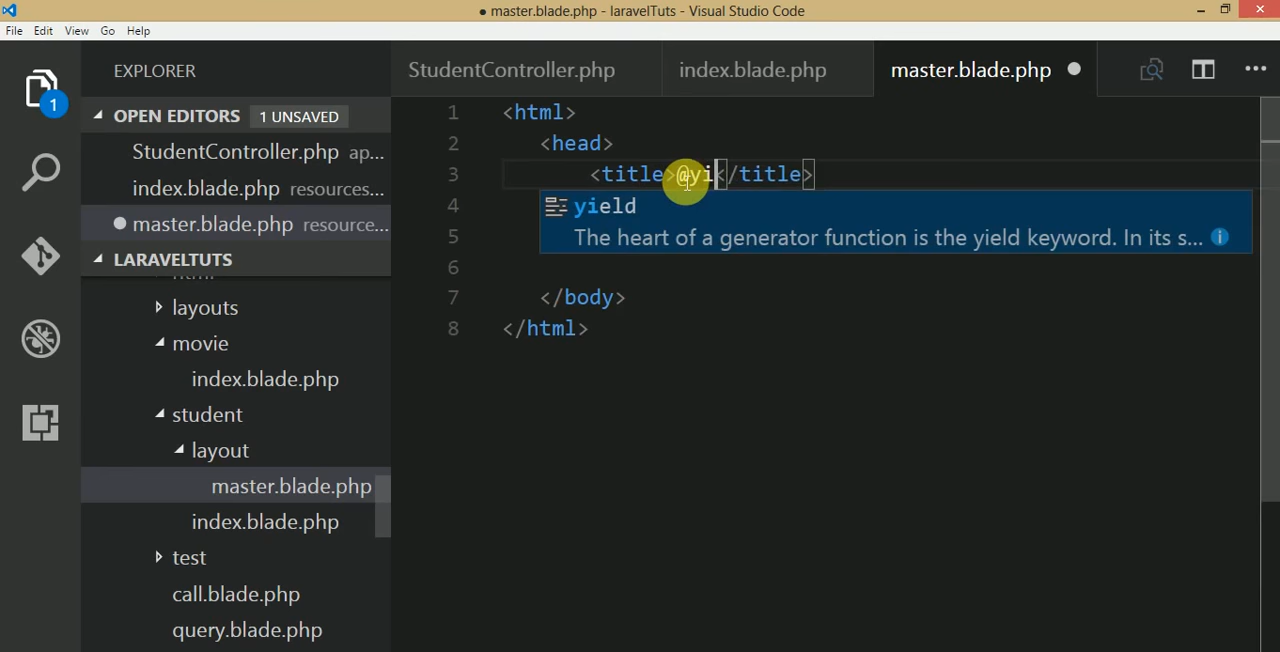 ● master.blade.php - laravelTuts - Visual Studio Code
File Edit View Go Help
EXPLORER
StudentController.php index.blade.php master.blade.php
1
OPEN EDITORS 1 UNSAVED
StudentController.php ap...
index.blade.php resources...
master.blade.php resource...
LARAVELTUTS
layouts
movie
index.blade.php
student
layout
master.blade.php
index.blade.php
test
call.blade.php
query.blade.php
1 <html>
2 <head>
3 <title>@yi</title>
4 yield
5 The heart of a generator function is the yield keyword. In its s...
6
7 </body>
8 </html>